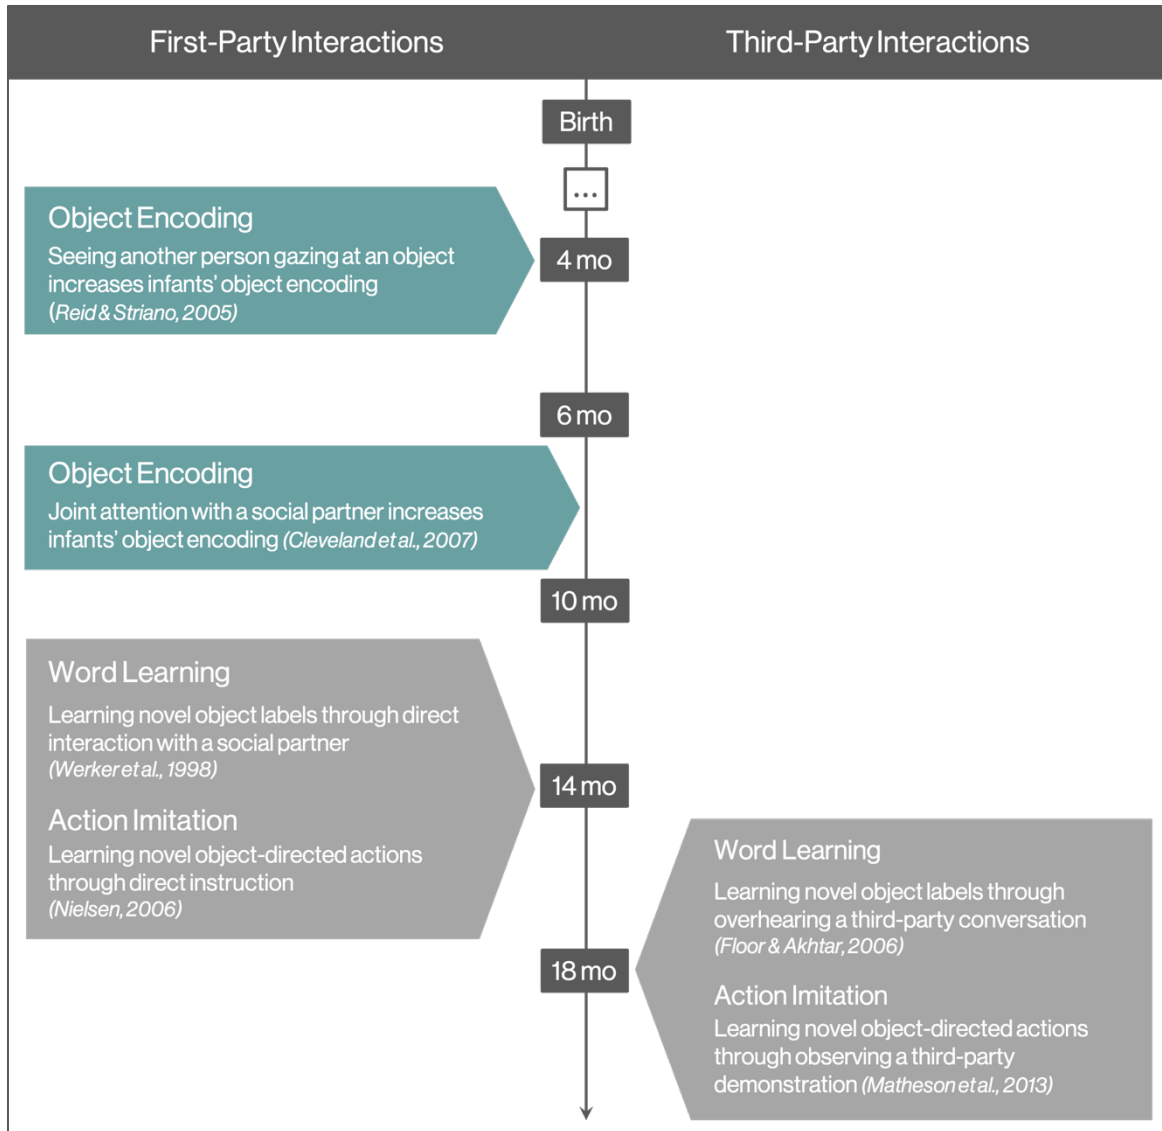 First-Party Interactions
Third-Party Interactions
Birth
...
Object Encoding
Seeing another person gazing at an object
increases infants’ object encoding
(Reid & Striano, 2005)
4 mo
6 mo
Object Encoding
Joint attention with a social partner increases
infants’ object encoding (Cleveland et al., 2007)
10 mo
Word Learning
Learning novel object labels through direct
interaction with a social partner
(Werker et al., 1998)
Action Imitation
Learning novel object-directed actions
through direct instruction
(Nielsen, 2006)
14 mo
Word Learning
Learning novel object labels through
overhearing a third-party conversation
(Floor & Akhtar, 2006)
Action Imitation
Learning novel object-directed actions
through observing a third-party
demonstration (Matheson et al., 2013)
18 mo